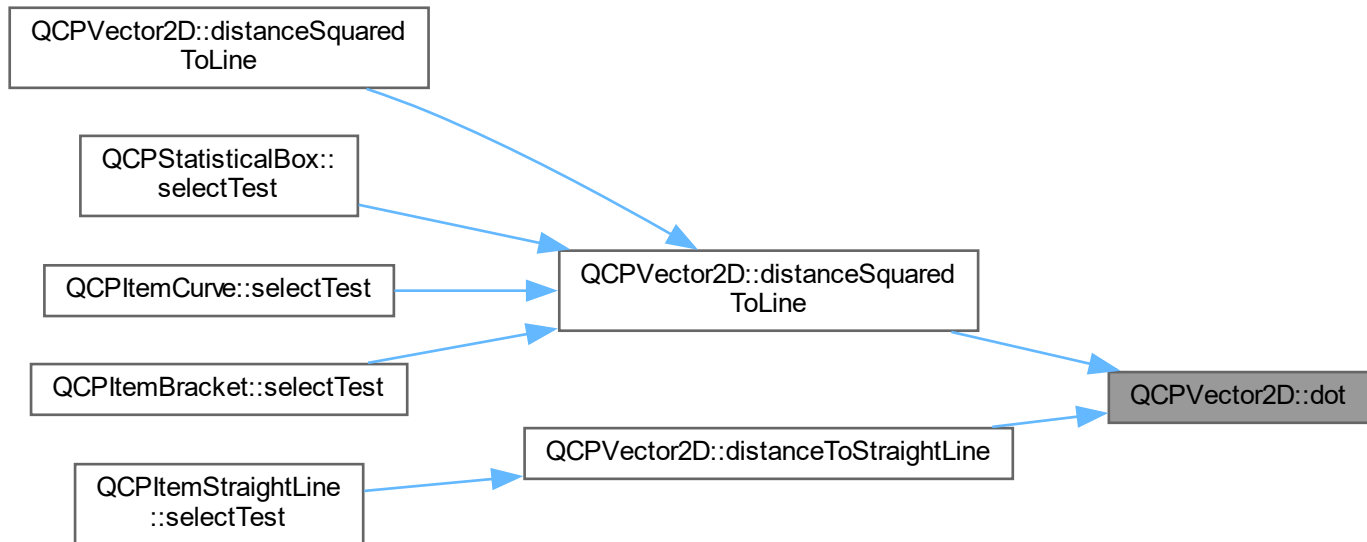 QCPVector2D::distanceSquared
ToLine
QCPStatisticalBox::
selectTest
QCPItemCurve::selectTest
QCPItemBracket::selectTest
QCPItemStraightLine
::selectTest
QCPVector2D::distanceSquared
ToLine
QCPVector2D::distanceToStraightLine
QCPVector2D::dot